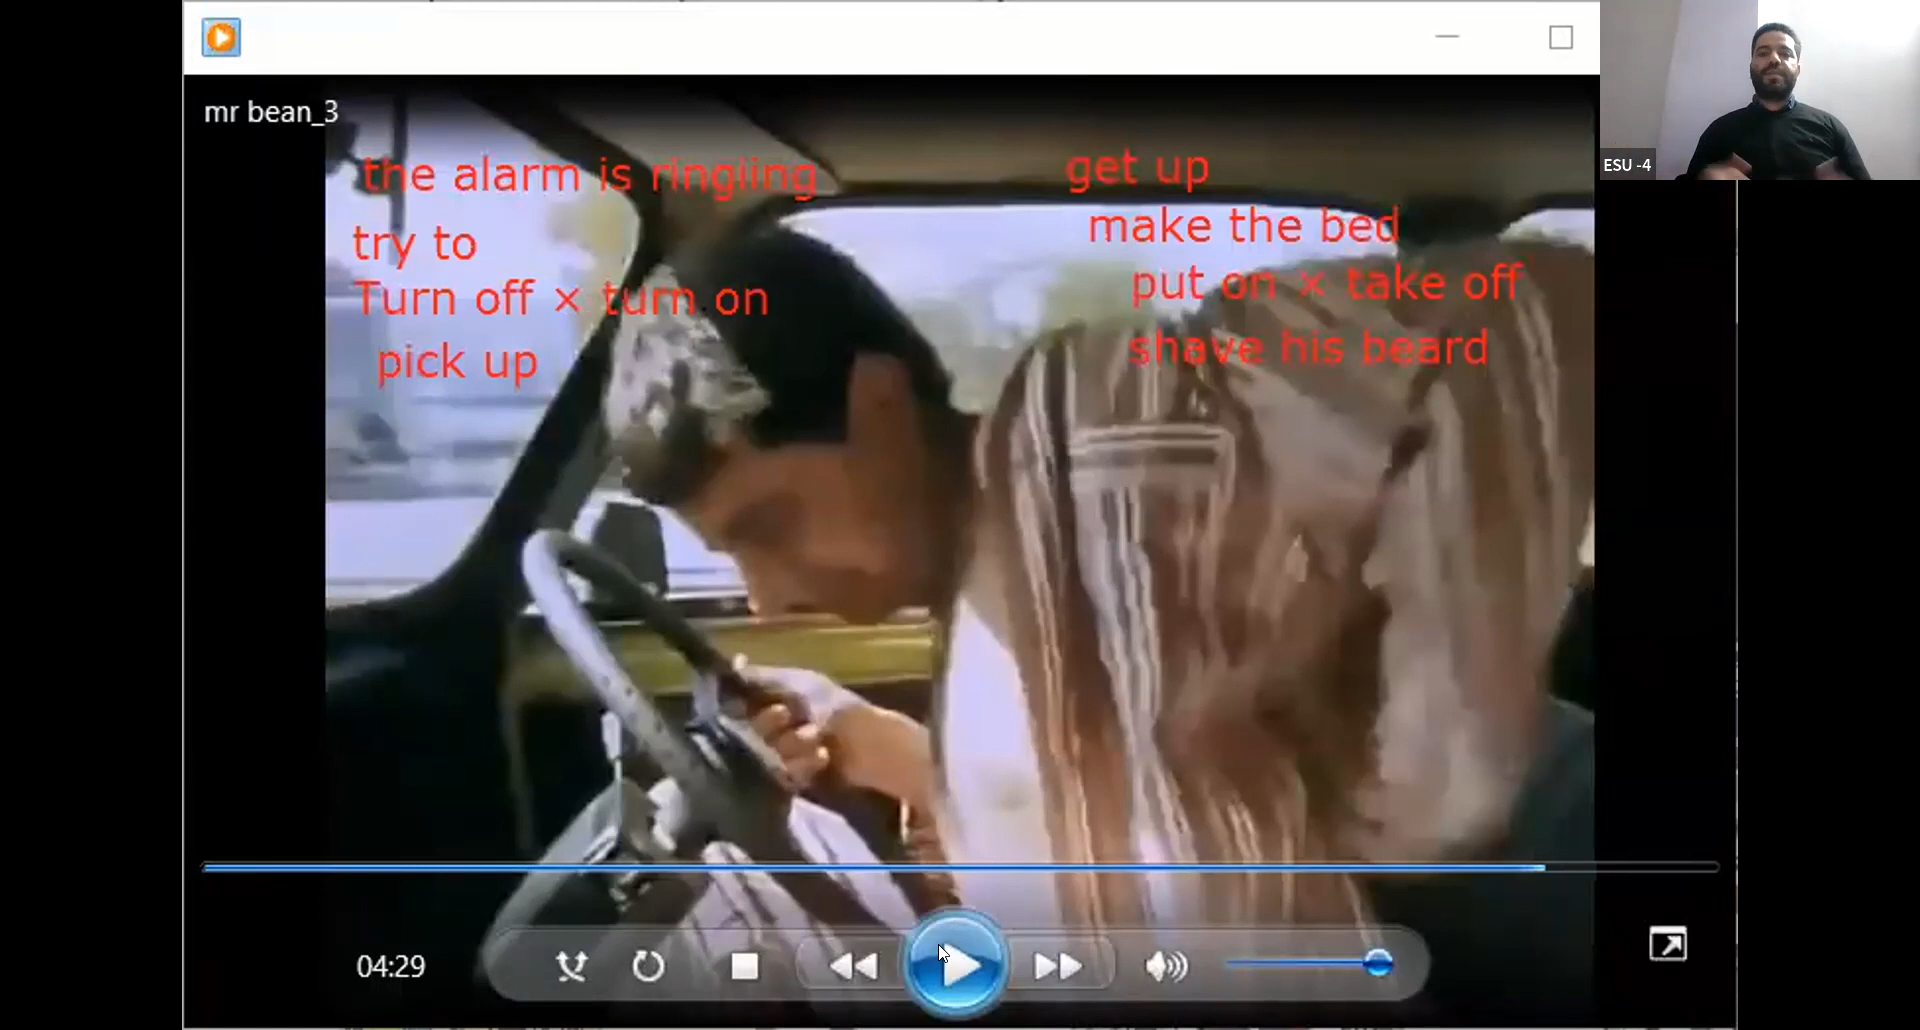 mr bean_3
ESU -4
the alarm is ringiing
try to
Turn off × turn on
pick up
get up
make the bed
put on × take off
shave his beard
04:29